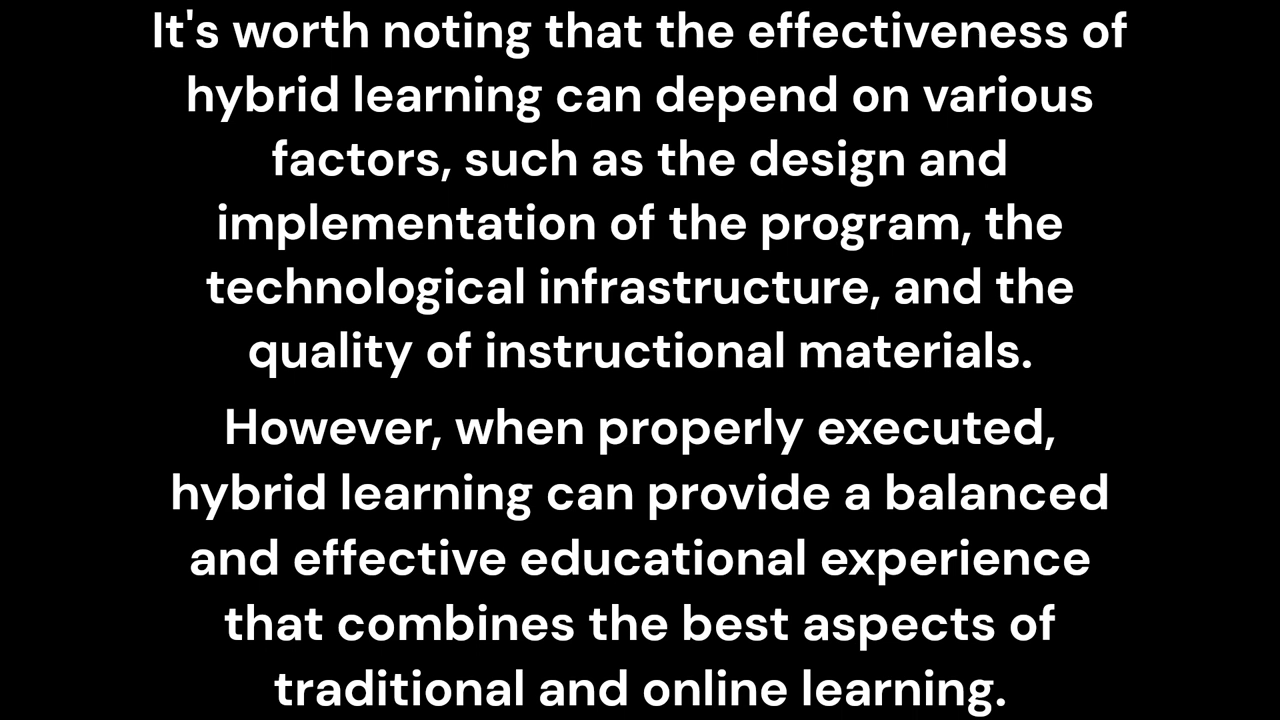 It's worth noting that the effectiveness of
hybrid learning can depend on various
factors, such as the design and
implementation of the program, the
technological infrastructure, and the
quality of instructional materials.
However, when properly executed,
hybrid learning can provide a balanced
and effective educational experience
that combines the best aspects of
traditional and online learning.